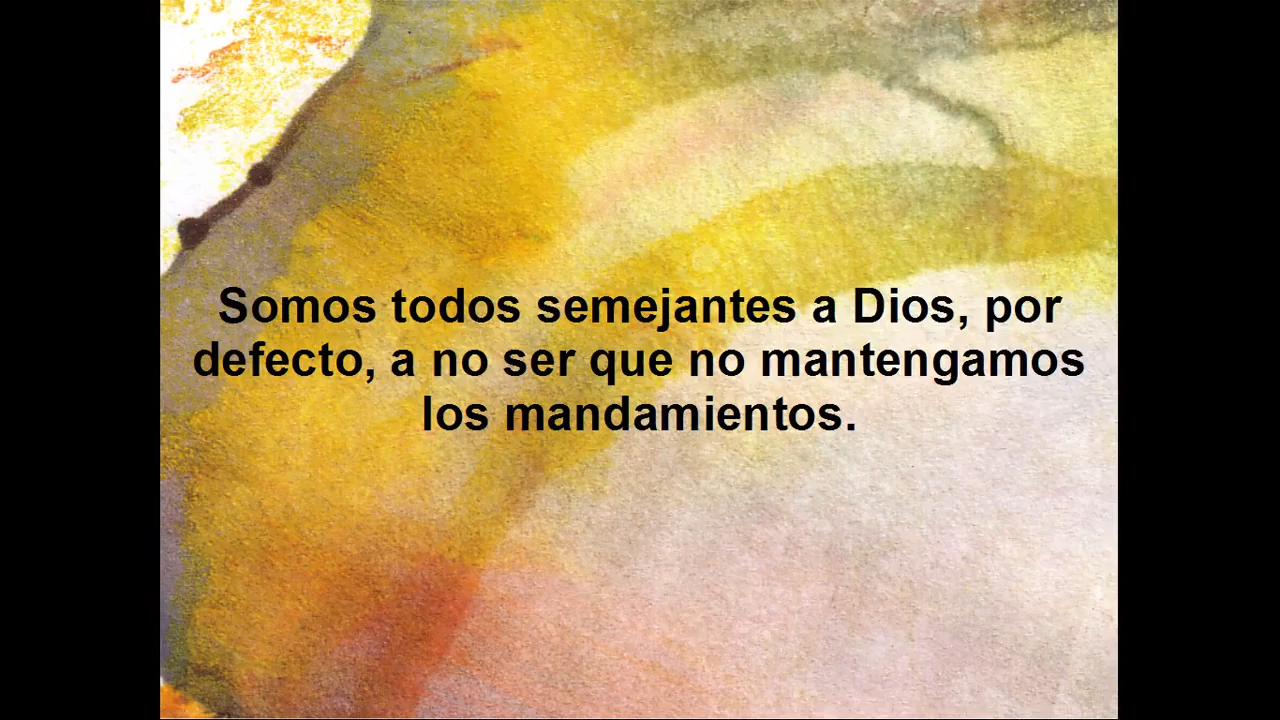 Somos todos semejantes a Dios, por
defecto, a no ser que no mantengamos
los mandamientos.